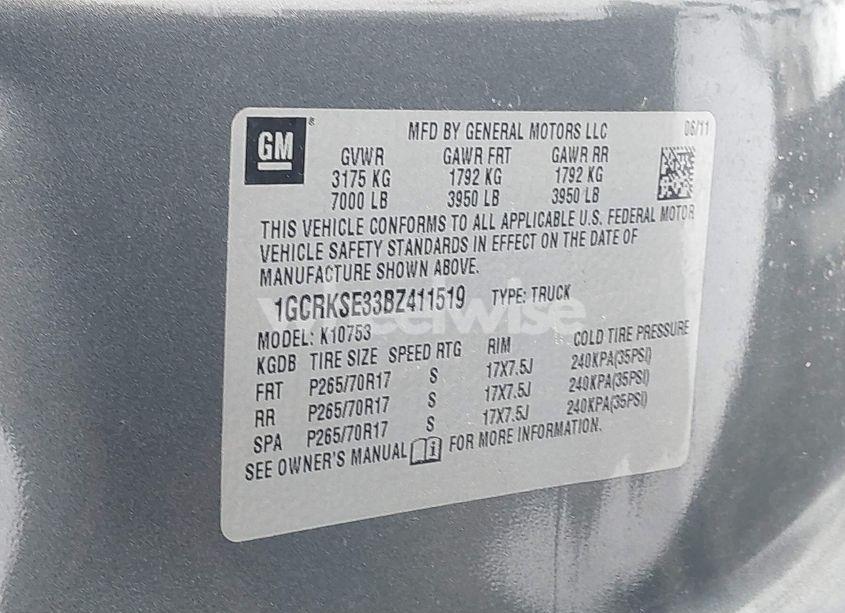 GM®
MFD BY GENERAL MOTORS LLC 06/11
GVWR GAWR FRT GAWR RR
3175 KG 1792 KG 1792 KG
7000 LB 3950 LB 3950 LB
THIS VEHICLE CONFORMS TO ALL APPLICABLE U.S. FEDERAL MOTOR
VEHICLE SAFETY STANDARDS IN EFFECT ON THE DATE OF
MANUFACTURE SHOWN ABOVE.
1GCRKSE33BZ411519 TYPE: TRUCK
wheelwise
MODEL: K10753
KGDB TIRE SIZE SPEED RTG RIM COLD TIRE PRESSURE
FRT P265/70R17 S 17X7.5J 240KPA(35PSI)
RR P265/70R17 S 17X7.5J 240KPA(35PSI)
SPA P265/70R17 S 17X7.5J 240KPA(35PSI)
SEE OWNER'S MANUAL i FOR MORE INFORMATION.